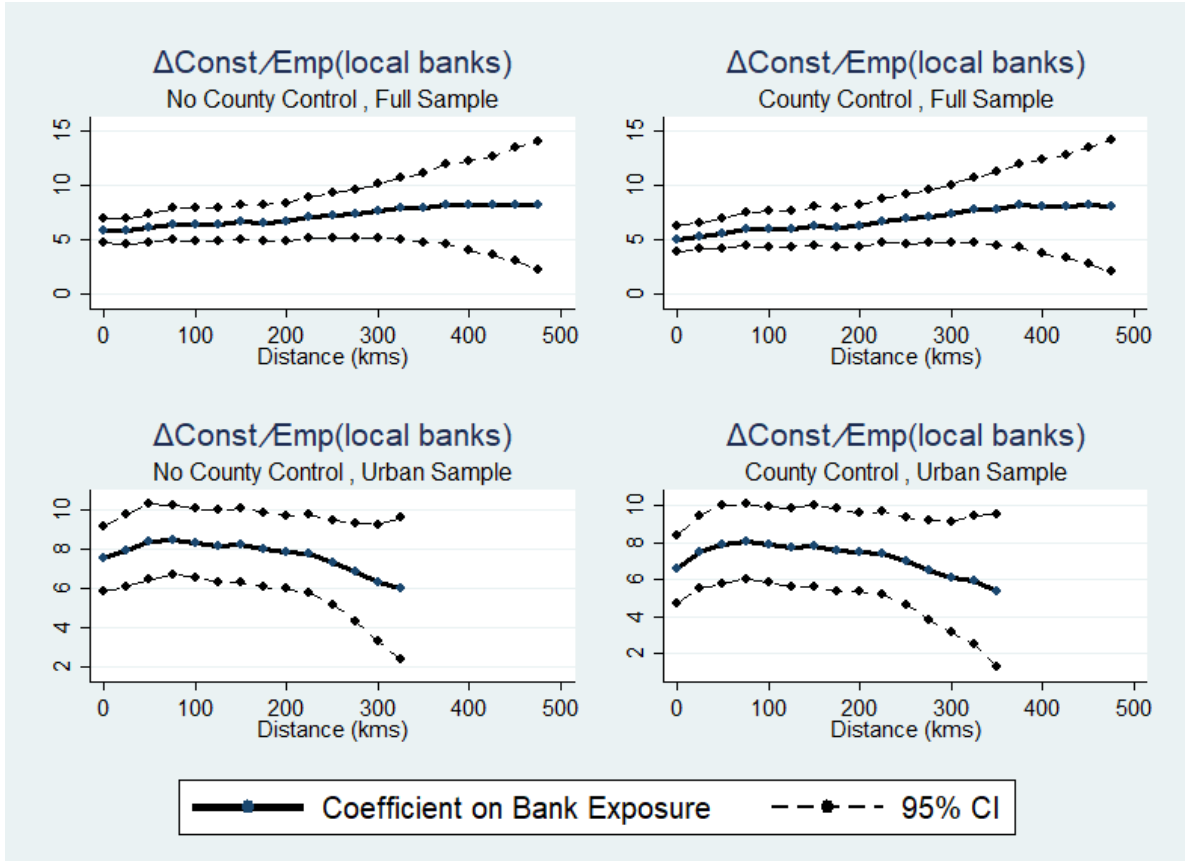 ΔConst/Emp(local banks)
No County Control , Full Sample
15
10
5
0
0 100 200 300 400 500
Distance (kms)
ΔConst/Emp(local banks)
County Control , Full Sample
15
10
5
0
0 100 200 300 400 500
Distance (kms)
ΔConst/Emp(local banks)
No County Control , Urban Sample
10
8
6
4
2
0 100 200 300 400 500
Distance (kms)
ΔConst/Emp(local banks)
County Control , Urban Sample
10
8
6
4
2
0 100 200 300 400 500
Distance (kms)
Coefficient on Bank Exposure 95% CI